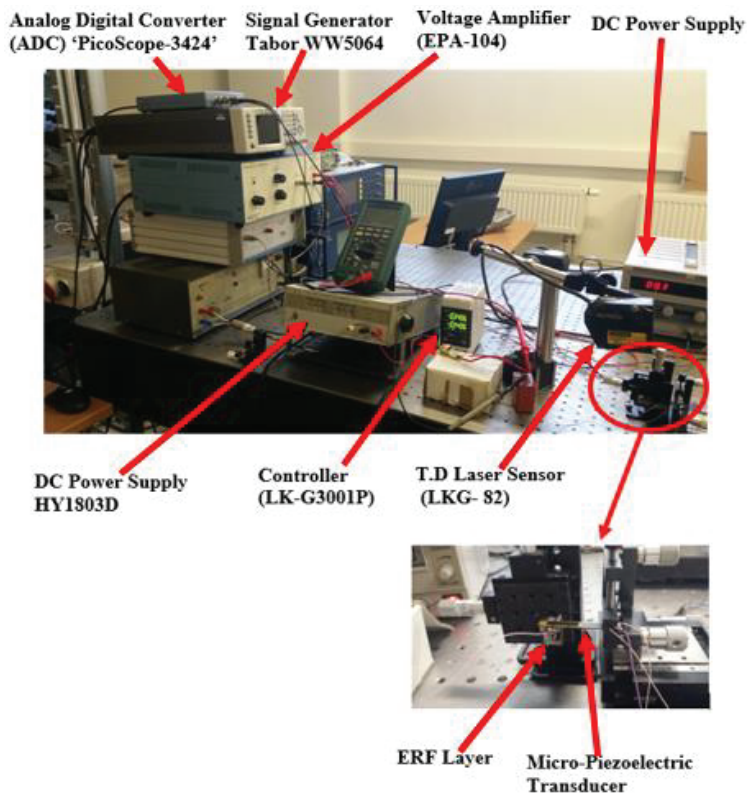 Analog Digital Converter
(ADC) ‘PicoScope-3424’
Signal Generator
Tabor WW5064
Voltage Amplifier
(EPA-104)
DC Power Supply
DC Power Supply
HY1803D
Controller
(LK-G3001P)
T.D Laser Sensor
(LKG- 82)
ERF Layer
Micro-Piezoelectric
Transducer